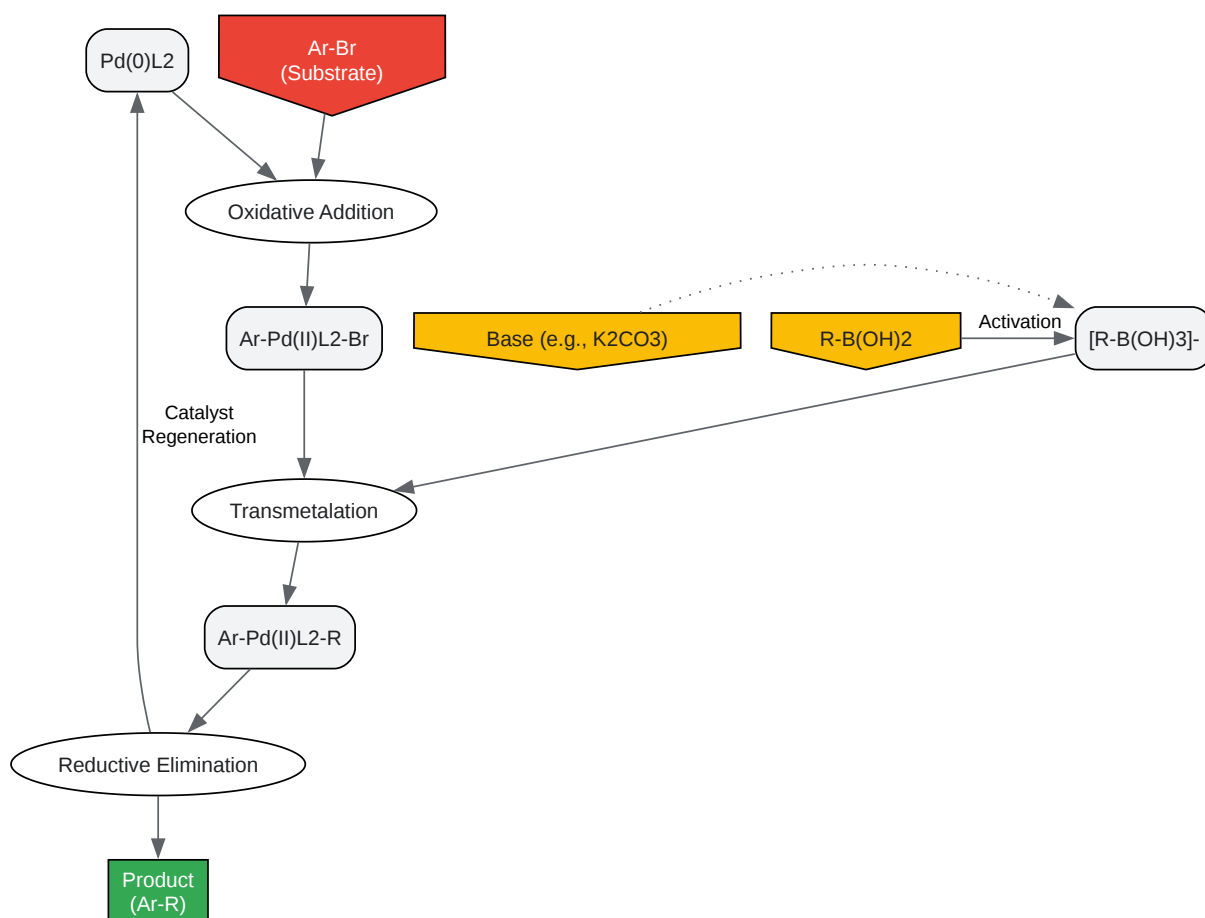 Pd(0)L2
Ar-Br
(Substrate)
Oxidative Addition
Ar-Pd(II)L2-Br
Base (e.g., K2CO3)
R-B(OH)2
Activation
[R-B(OH)3]-
Catalyst
Regeneration
Transmetalation
Ar-Pd(II)L2-R
Reductive Elimination
Product
(Ar-R)